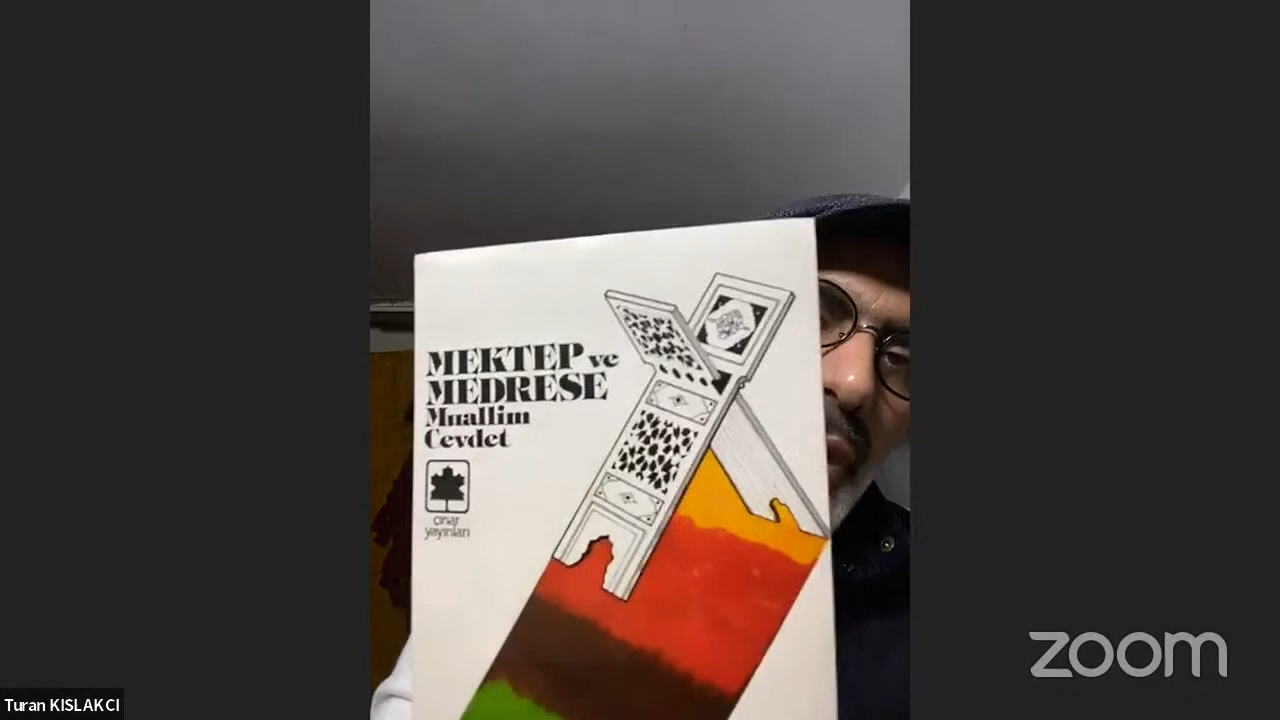 MEKTEP ve
MEDRESE
Muallim
Cevdet
çınar
yayınları
Turan KISLAKCI
zoom